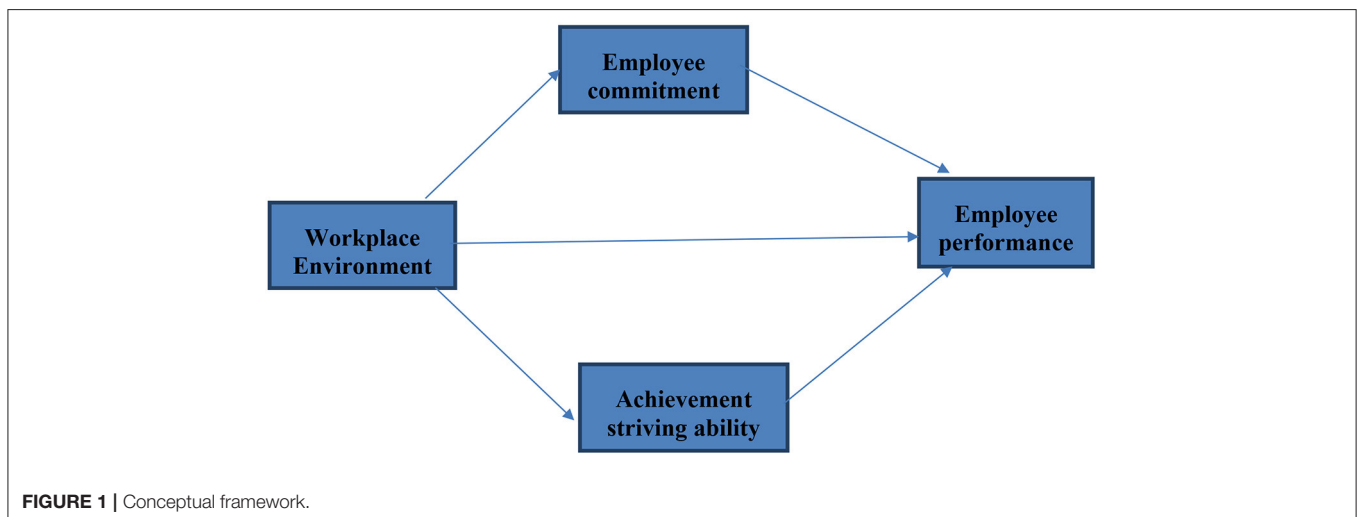 Employee
commitment
Workplace
Environment
Employee
performance
Achievement
striving ability
FIGURE 1 | Conceptual framework.